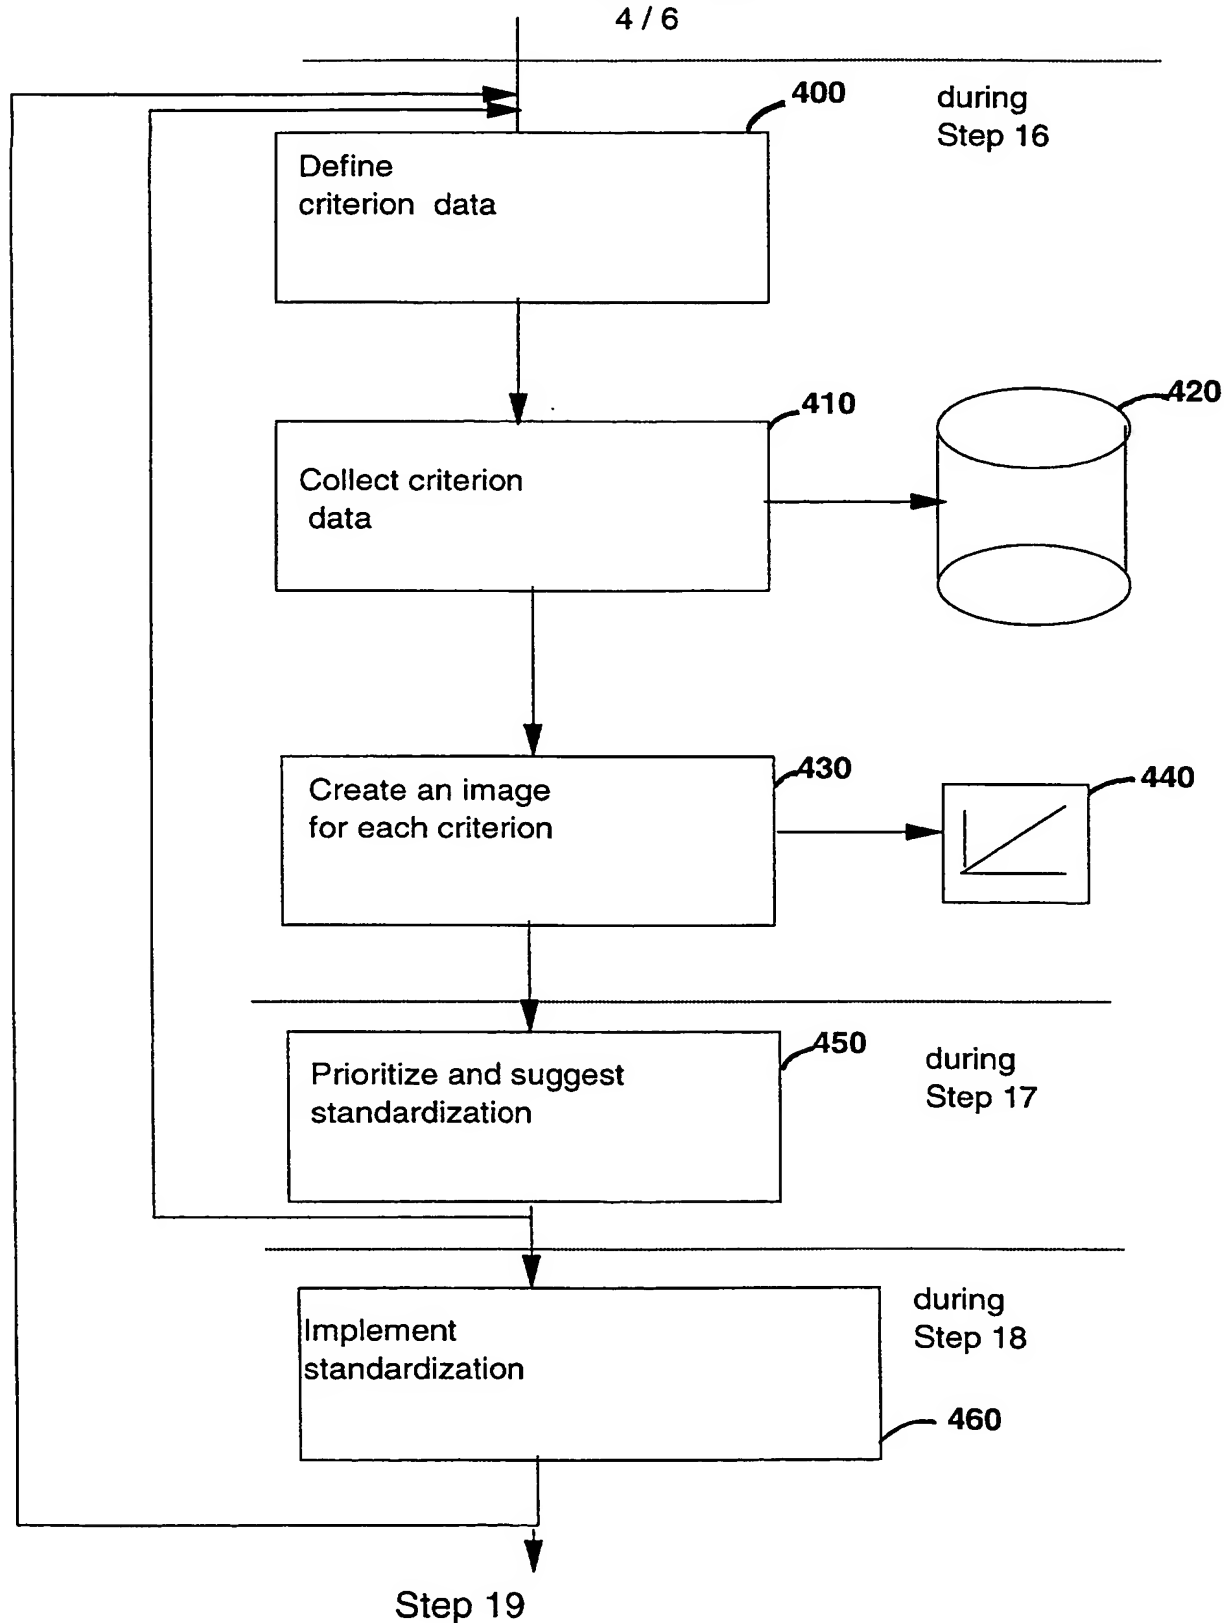 4 / 6
400
during
Step 16
Define
criterion data
410
420
Collect criterion
data
430
440
Create an image
for each criterion
450
during
Step 17
Prioritize and suggest
standardization
during
Step 18
Implement
standardization
460
Step 19